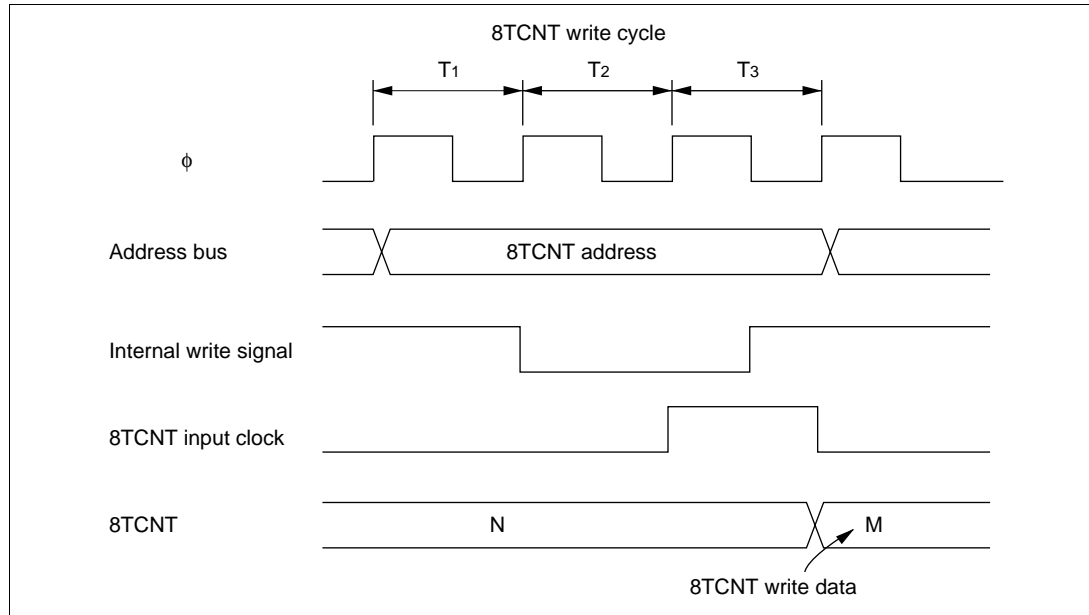 8TCNT write cycle
T1 T2 T3
φ
Address bus
8TCNT address
Internal write signal
8TCNT input clock
8TCNT
N
M
8TCNT write data